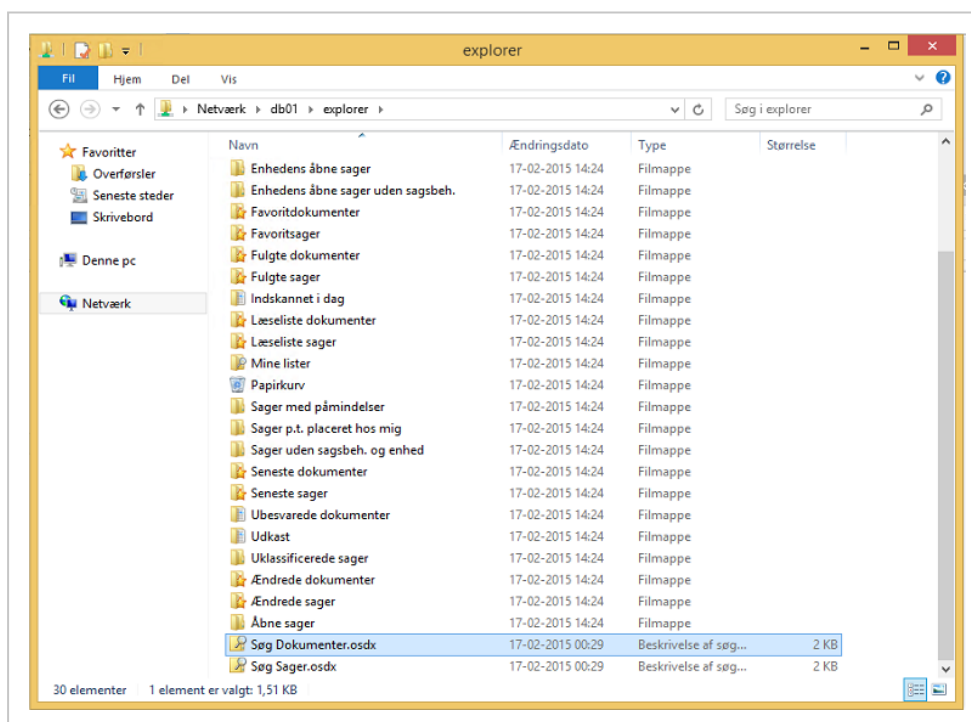 explorer
Fil Hjem Del Vis
Netværk db01 explorer Søg i explorer
Navn Ændringsdato Type Størrelse
Favoritter
Overførsler
Seneste steder
Skrivebord
Denne pc
Netværk
Enhedens åbne sager 17-02-2015 14:24 Filmappe
Enhedens åbne sager uden sagsbeh. 17-02-2015 14:24 Filmappe
Favoritdokumenter 17-02-2015 14:24 Filmappe
Favoritsager 17-02-2015 14:24 Filmappe
Fulgte dokumenter 17-02-2015 14:24 Filmappe
Fulgte sager 17-02-2015 14:24 Filmappe
Indskannet i dag 17-02-2015 14:24 Filmappe
Læseliste dokumenter 17-02-2015 14:24 Filmappe
Læseliste sager 17-02-2015 14:24 Filmappe
Mine lister 17-02-2015 14:24 Filmappe
Papirkurv 17-02-2015 14:24 Filmappe
Sager med påmindelser 17-02-2015 14:24 Filmappe
Sager p.t. placeret hos mig 17-02-2015 14:24 Filmappe
Sager uden sagsbeh. og enhed 17-02-2015 14:24 Filmappe
Seneste dokumenter 17-02-2015 14:24 Filmappe
Seneste sager 17-02-2015 14:24 Filmappe
Ubesvarede dokumenter 17-02-2015 14:24 Filmappe
Udkast 17-02-2015 14:24 Filmappe
Uklassificerede sager 17-02-2015 14:24 Filmappe
Ændrede dokumenter 17-02-2015 14:24 Filmappe
Ændrede sager 17-02-2015 14:24 Filmappe
Åbne sager 17-02-2015 14:24 Filmappe
Søg Dokumenter.osdx 17-02-2015 00:29 Beskrivelse af søg... 2 KB
Søg Sager.osdx 17-02-2015 00:29 Beskrivelse af søg... 2 KB
30 elementer 1 element er valgt: 1,51 KB